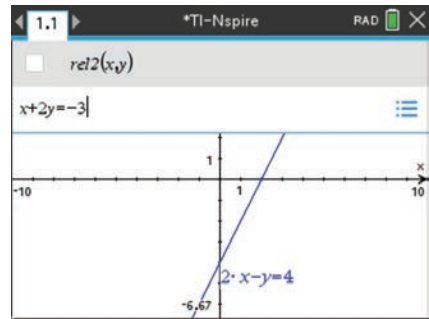 1.1 *TI-Nspire RAD
rel2(x,y)
x+2y=-3
1
x
-10 1 10
2· x-y=4
-6.67